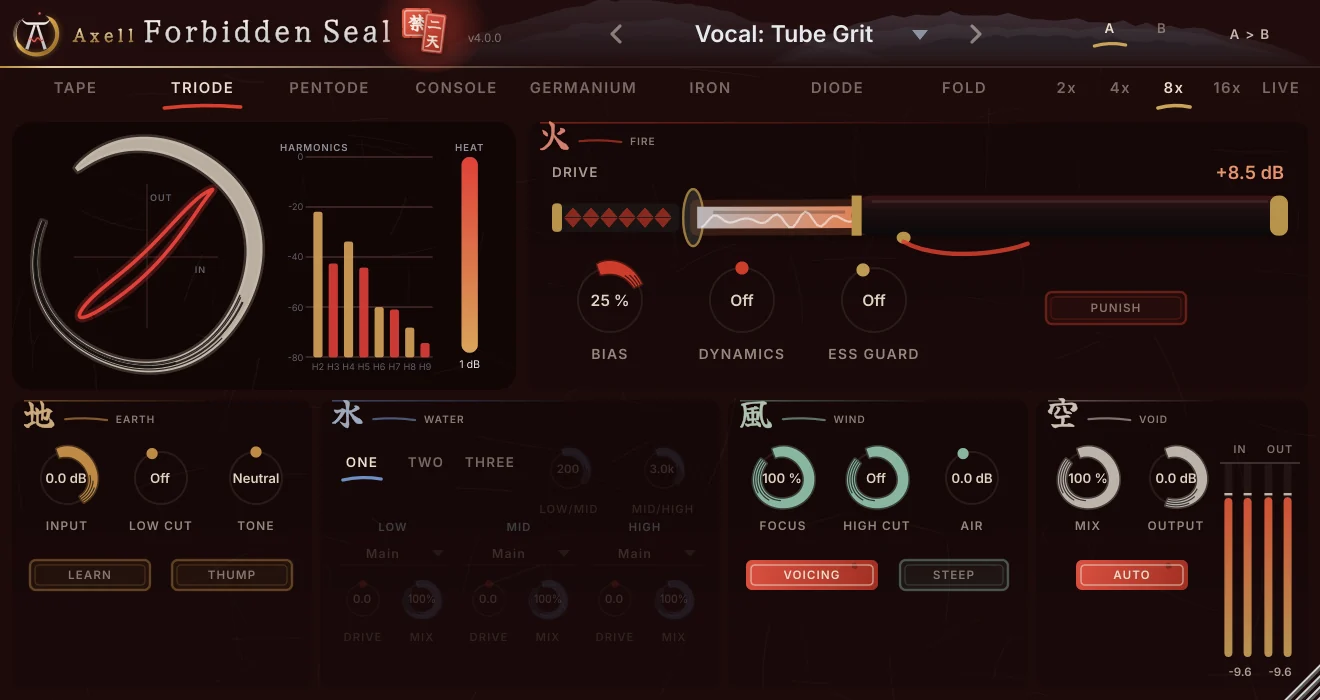 Axell Forbidden Seal 禁 二天 v4.0.0 Vocal: Tube Grit A B A > B
TAPE TRIODE PENTODE CONSOLE GERMANIUM IRON DIODE FOLD 2x 4x 8x 16x LIVE
OUT
IN
HARMONICS
0
-20
-40
-60
-80
H2 H3 H4 H5 H6 H7 H8 H9
HEAT
1 dB
火 FIRE
DRIVE +8.5 dB
25 % Off Off
PUNISH
BIAS DYNAMICS ESS GUARD
地 EARTH
0.0 dB Off Neutral
INPUT LOW CUT TONE
LEARN THUMP
水 WATER
ONE TWO THREE 200 3.0k
LOW/MID MID/HIGH
LOW MID HIGH
Main Main Main
0.0 100% 0.0 100% 0.0 100%
DRIVE MIX DRIVE MIX DRIVE MIX
風 WIND
100 % Off 0.0 dB
FOCUS HIGH CUT AIR
VOICING STEEP
空 VOID
IN OUT
100 % 0.0 dB
MIX OUTPUT
AUTO
-9.6 -9.6